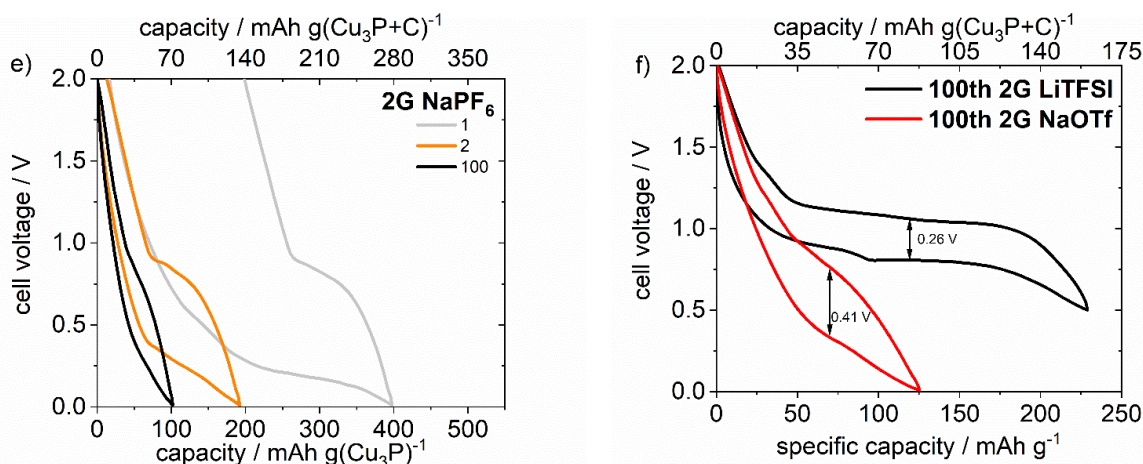 capacity / mAh g(Cu₃P+C)⁻¹
0 70 140 210 280 350
e)
2.0
1.5
1.0
0.5
0.0
cell voltage / V
2G NaPF₆
1
2
100
0 100 200 300 400 500
capacity / mAh g(Cu₃P)⁻¹
capacity / mAh g(Cu₃P+C)⁻¹
0 35 70 105 140 175
f)
2.0
1.5
1.0
0.5
0.0
cell voltage / V
100th 2G LiTFSI
100th 2G NaOTf
0.26 V
0.41 V
0 50 100 150 200 250
specific capacity / mAh g⁻¹